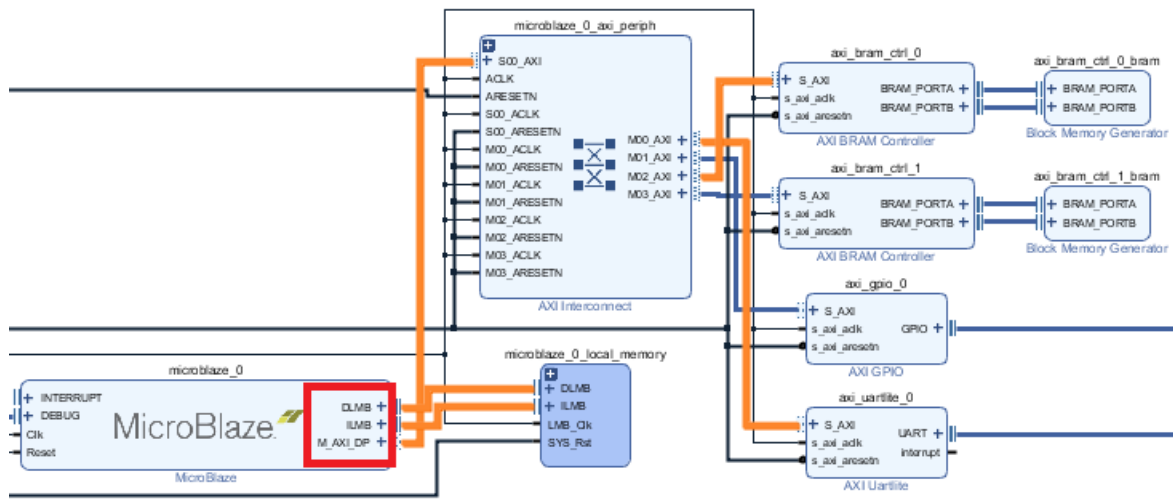 microblaze_0_axi_periph
S00_AXI
ACLK
ARESETN
S00_ACLK
S00_ARESETN
M00_ACLK
M00_ARESETN
M01_ACLK
M01_ARESETN
M02_ACLK
M02_ARESETN
M03_ACLK
M03_ARESETN
M00_AXI
M01_AXI
M02_AXI
M03_AXI
AXI Interconnect
axi_bram_ctrl_0
S_AXI
s_axi_aclk
s_axi_aresetn
BRAM_PORTA
BRAM_PORTB
AXI BRAM Controller
axi_bram_ctrl_0_bram
BRAM_PORTA
BRAM_PORTB
Block Memory Generator
axi_bram_ctrl_1
S_AXI
s_axi_aclk
s_axi_aresetn
BRAM_PORTA
BRAM_PORTB
AXI BRAM Controller
axi_bram_ctrl_1_bram
BRAM_PORTA
BRAM_PORTB
Block Memory Generator
axi_gpio_0
S_AXI
s_axi_aclk
s_axi_aresetn
GPIO
AXI GPIO
microblaze_0
INTERRUPT
DEBUG
Clk
Reset
MicroBlaze
DLMB
ILMB
M_AXI_DP
MicroBlaze
microblaze_0_local_memory
DLMB
ILMB
LMB_Clk
SYS_Rst
axi_uartlite_0
S_AXI
s_axi_aclk
s_axi_aresetn
UART
interrupt
AXI Uartlite